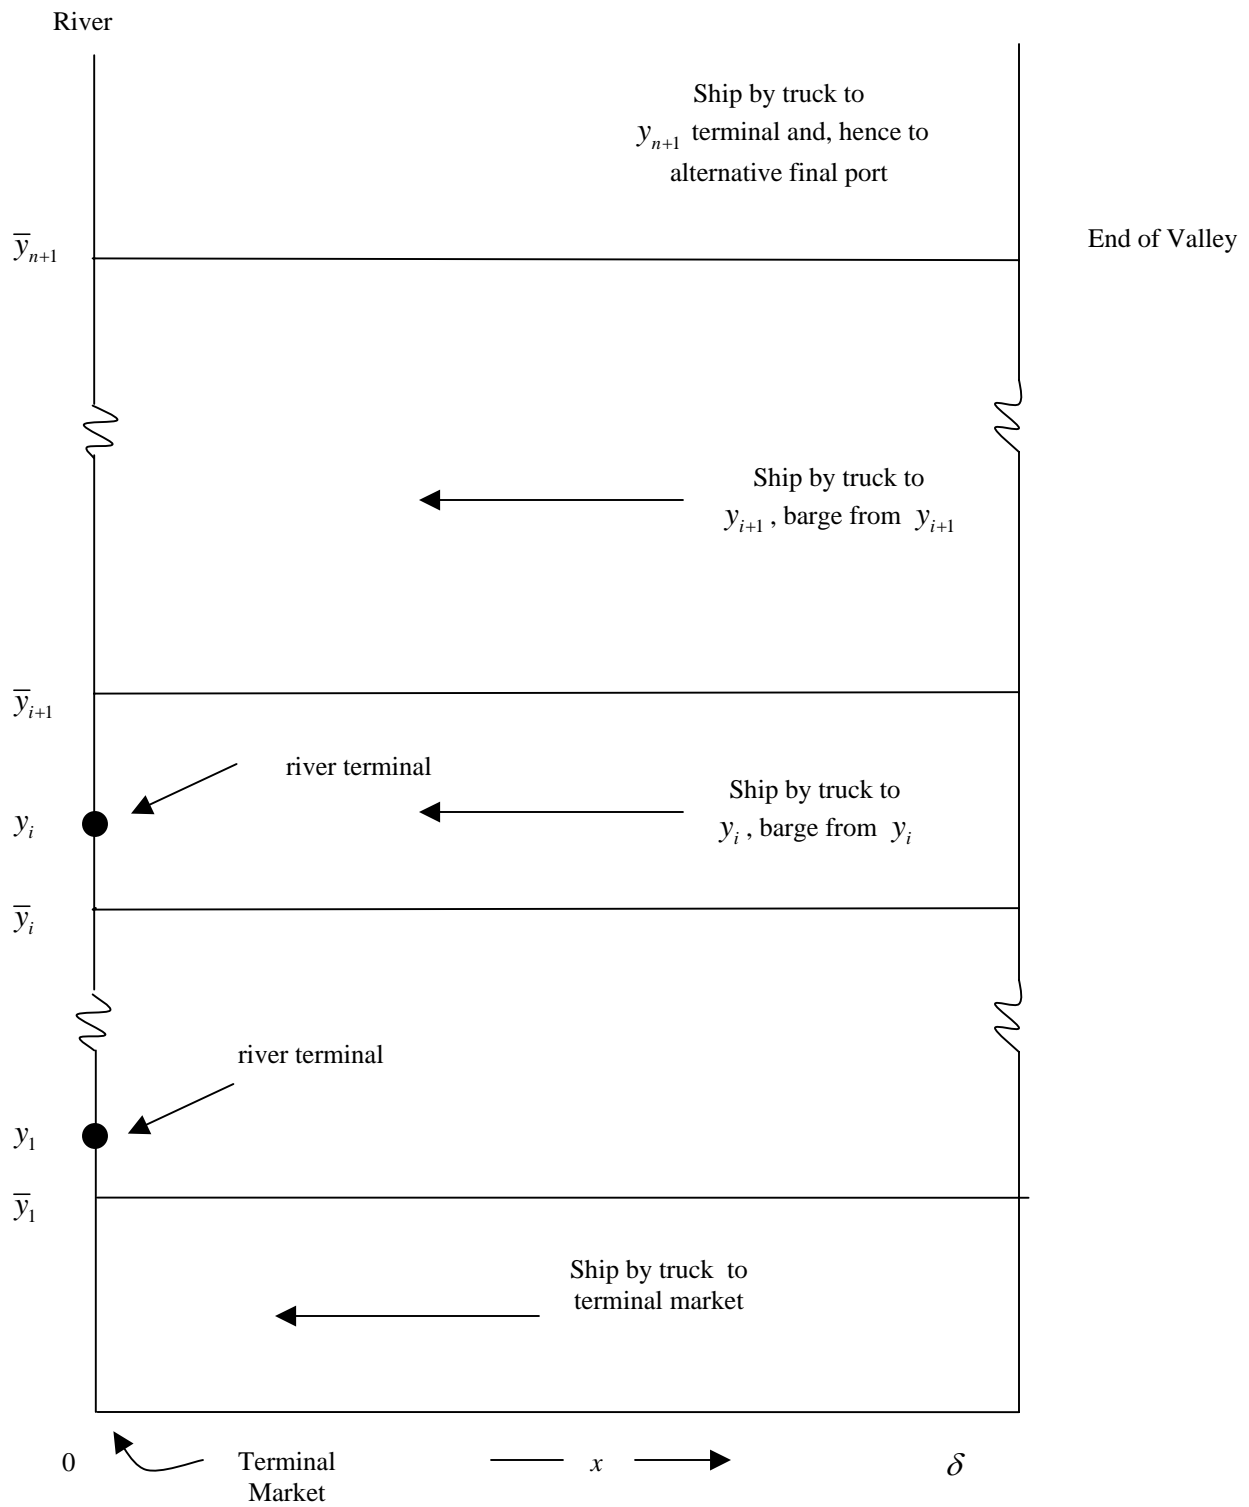 River
Ship by truck to
y_{n+1} terminal and, hence to
alternative final port
ȳ_{n+1}
End of Valley
Ship by truck to
y_{i+1} , barge from y_{i+1}
ȳ_{i+1}
river terminal
Ship by truck to
y_i , barge from y_i
y_i
ȳ_i
river terminal
y_1
ȳ_1
Ship by truck to
terminal market
0
Terminal
Market
x
δ